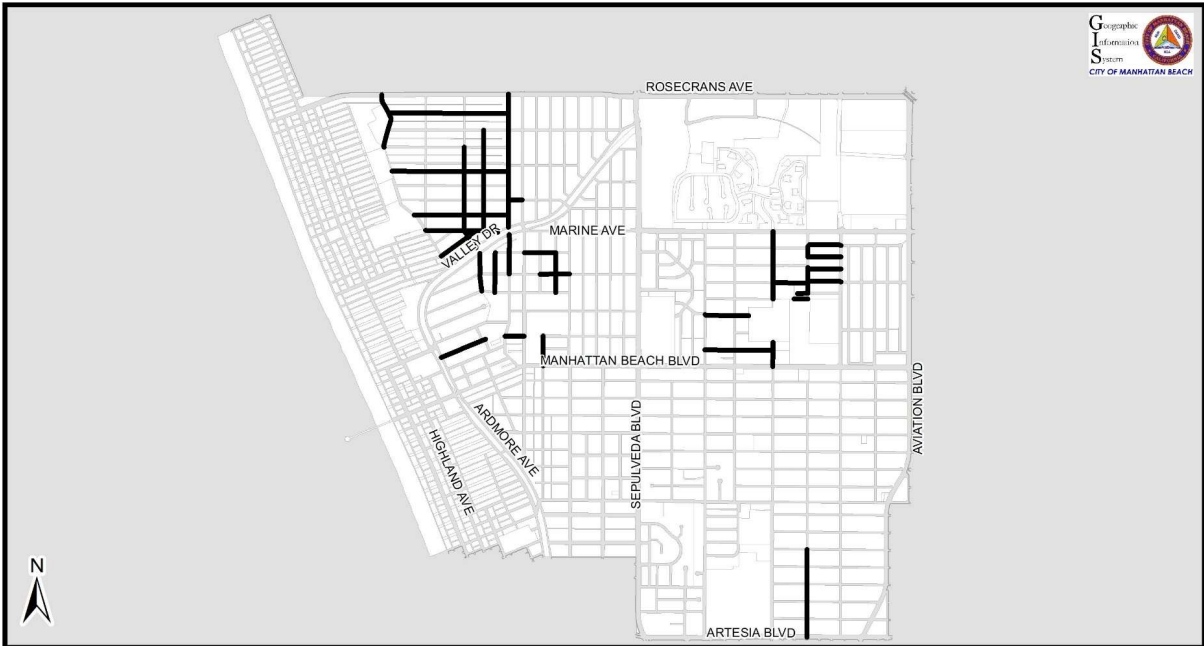 Geographic
Information
System
CITY OF MANHATTAN BEACH
ROSECRANS AVE
MARINE AVE
VALLEY DR
MANHATTAN BEACH BLVD
ARDMORE AVE
HIGHLAND AVE
SEPULVEDA BLVD
AVIATION BLVD
ARTESIA BLVD
N